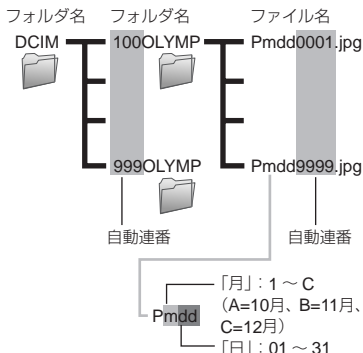 フォルダ名 フォルダ名 ファイル名
DCIM 100OLYMP Pmdd0001.jpg
999OLYMP Pmdd9999.jpg
自動連番 自動連番
Pmdd
「月」：1 ～ C
（A=10月、B=11月、
C=12月）
「日」：01 ～ 31